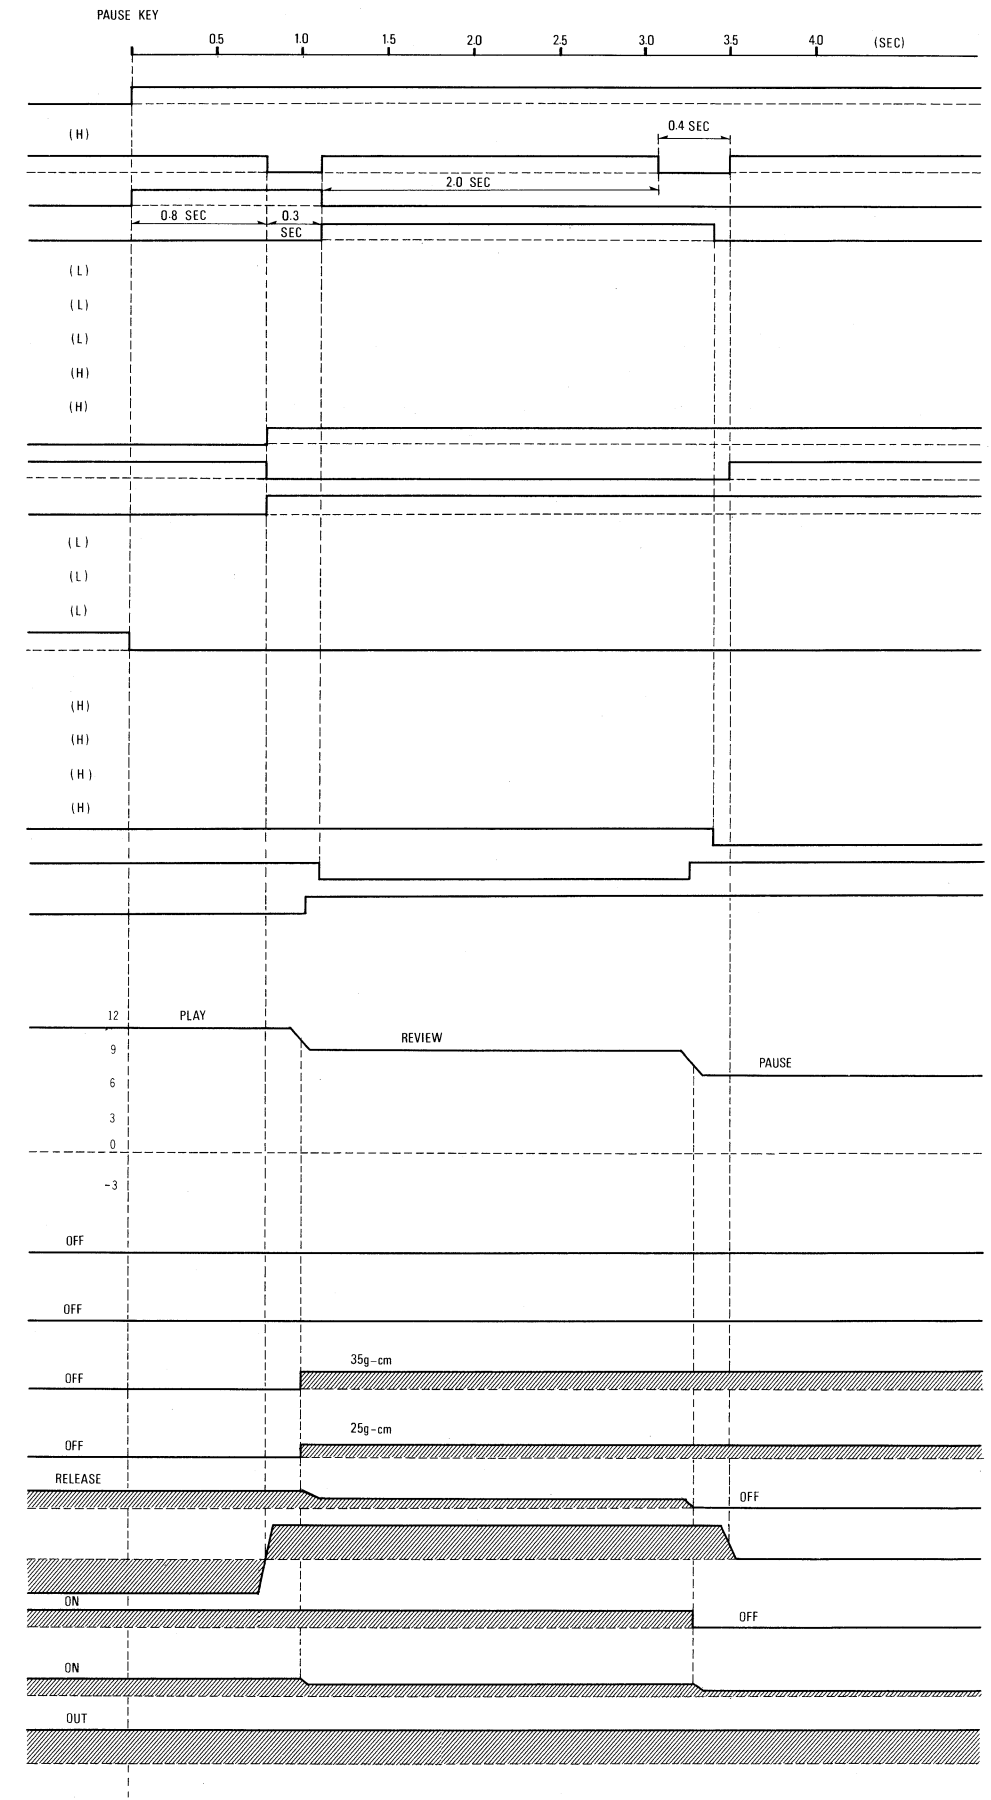 PAUSE KEY
0.5 1.0 1.5 2.0 2.5 3.0 3.5 4.0 (SEC)
(H)
0.4 SEC
2.0 SEC
0.8 SEC 0.3
SEC
(L)
(L)
(L)
(H)
(H)
(L)
(L)
(L)
(H)
(H)
(H)
(H)
12 PLAY
REVIEW
9
PAUSE
6
3
0
-3
OFF
OFF
35g-cm
OFF
25g-cm
OFF
RELEASE
OFF
ON
OFF
ON
OUT